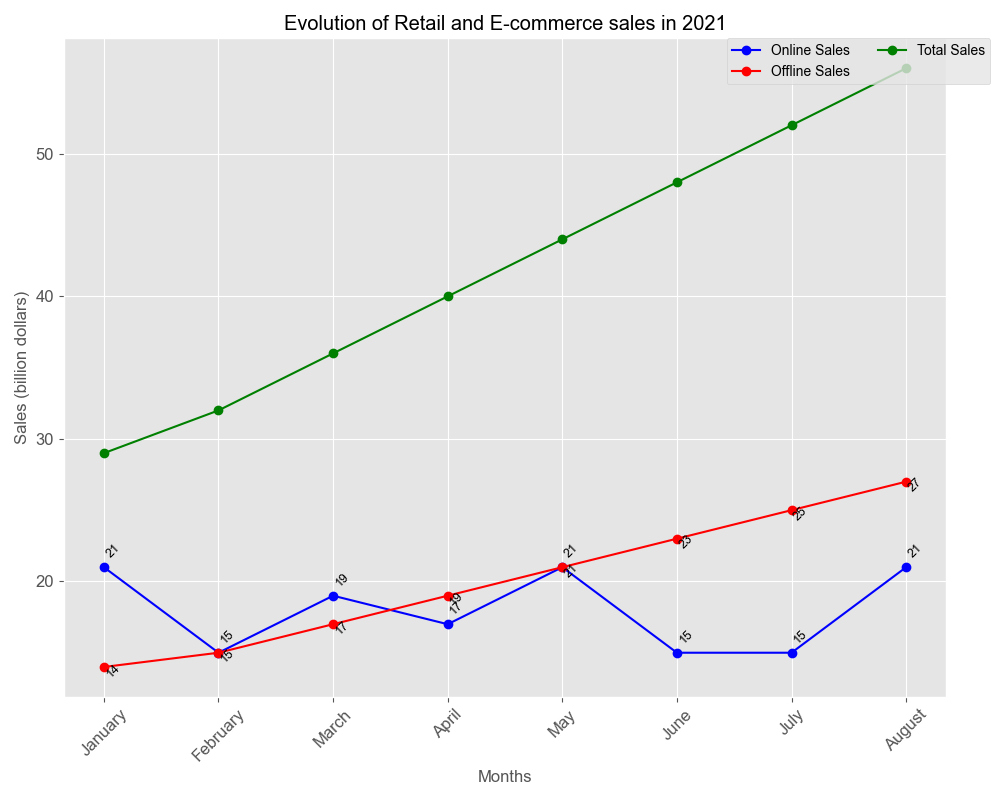 Evolution of Retail and E-commerce sales in 2021
Online Sales
Offline Sales
Total Sales
Sales (billion dollars)
50
40
30
20
21
15
19
17
21
15
15
21
14
15
17
19
21
23
25
27
January
February
March
April
May
June
July
August
Months